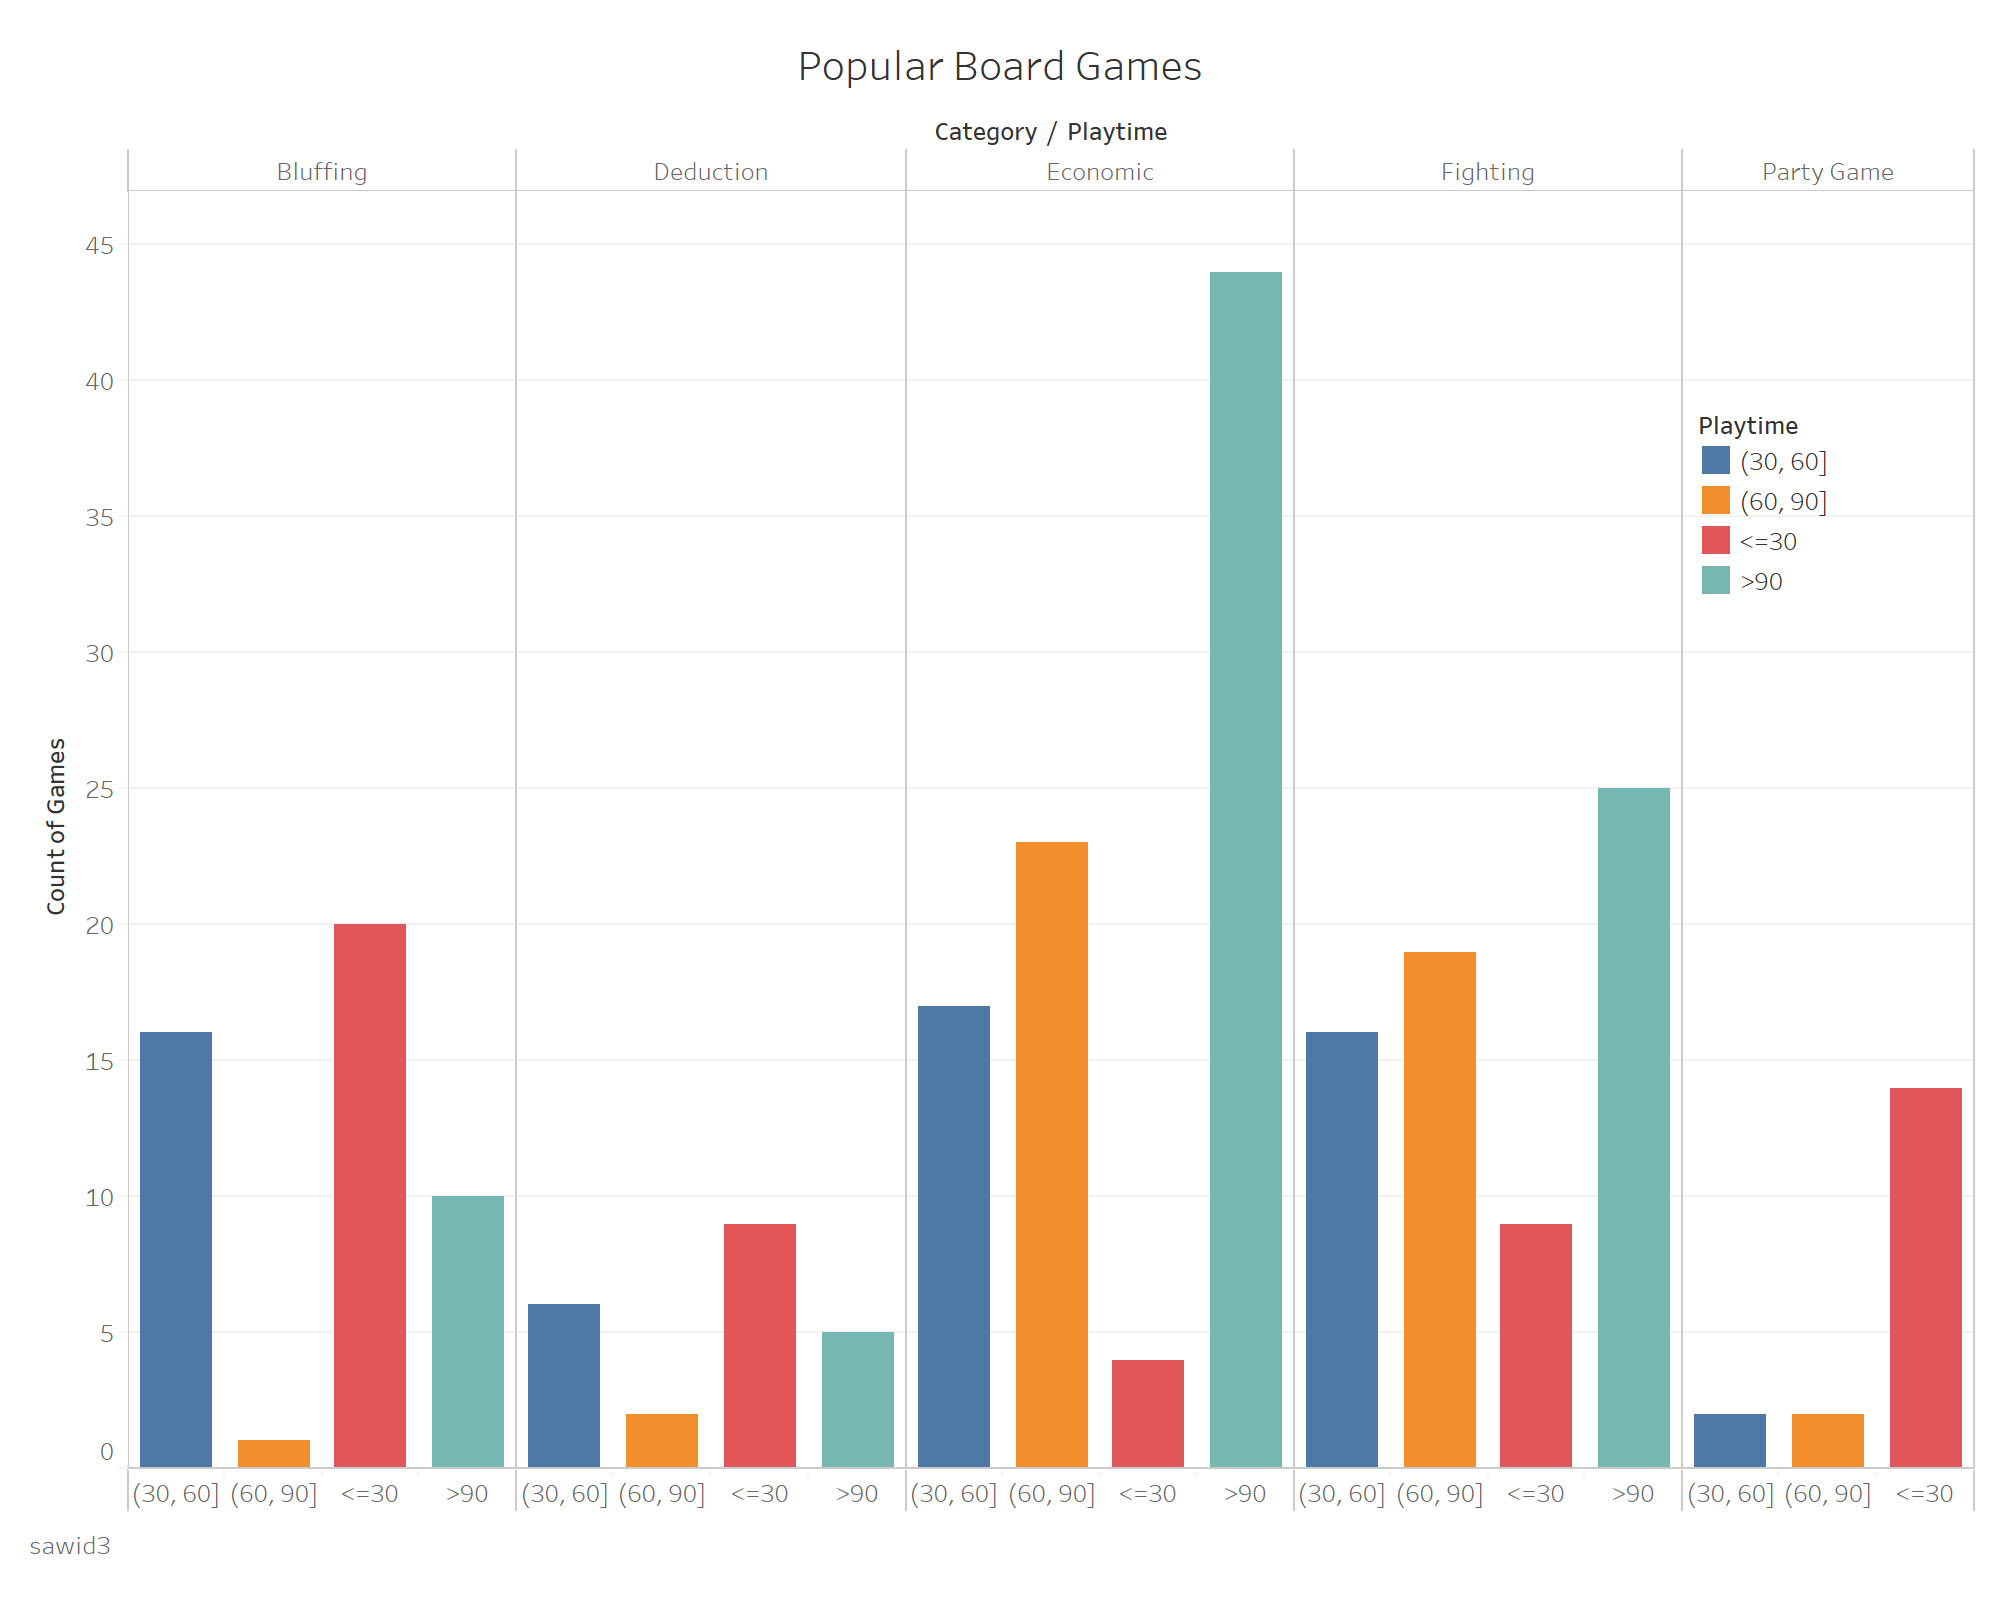 Popular Board Games
Category / Playtime
Bluffing Deduction Economic Fighting Party Game
45
40
Playtime
(30, 60]
(60, 90]
<=30
>90
35
30
25
20
15
10
5
0
Count of Games
(30, 60] (60, 90] <=30 >90 (30, 60] (60, 90] <=30 >90 (30, 60] (60, 90] <=30 >90 (30, 60] (60, 90] <=30 >90 (30, 60] (60, 90] <=30
sawid3